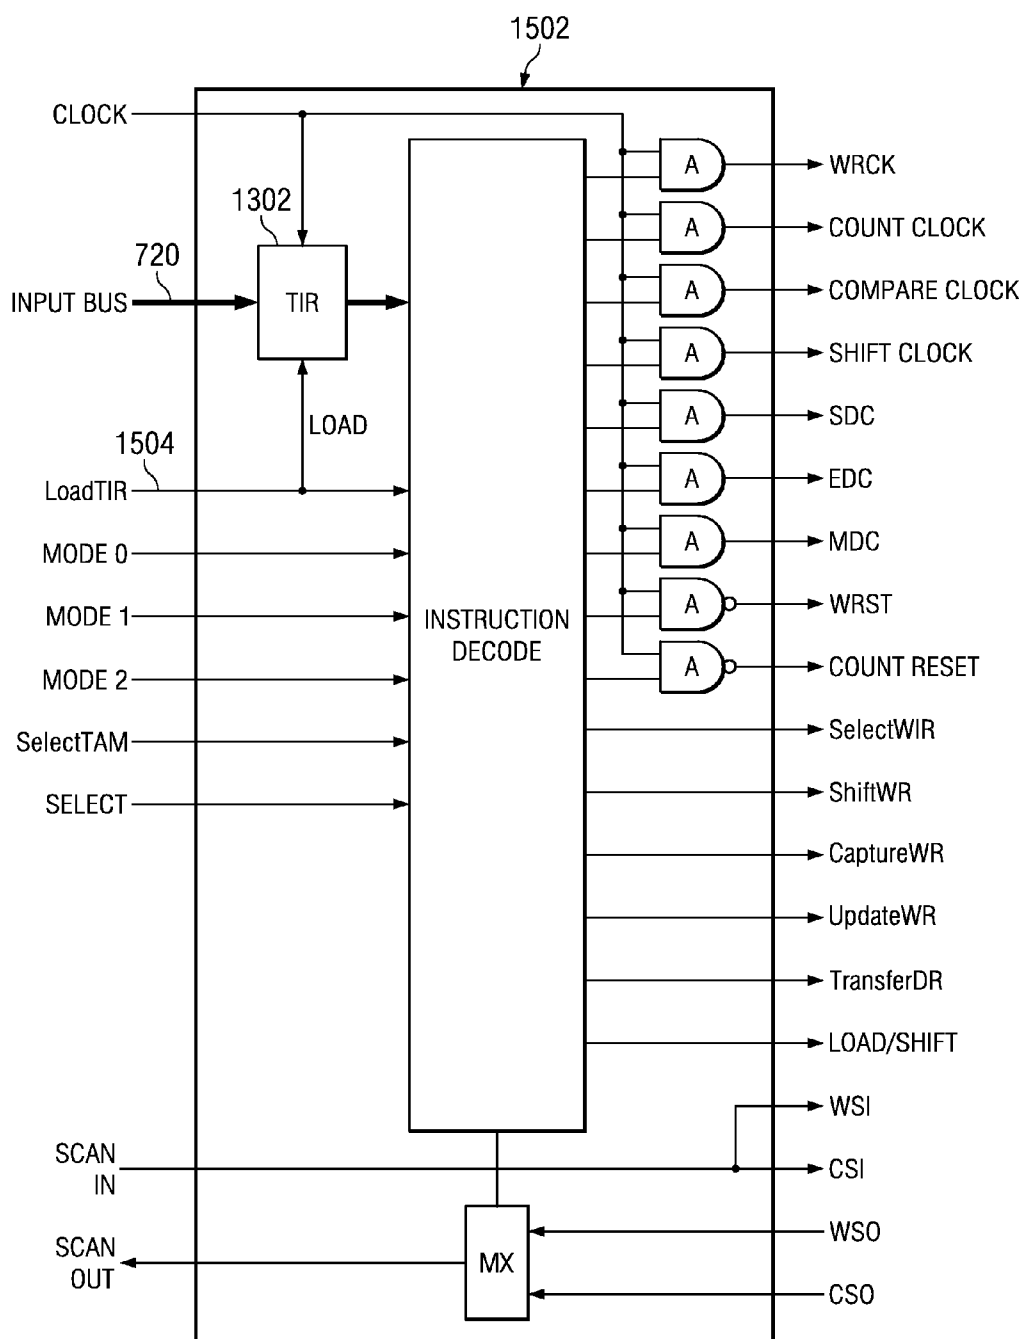 1502
CLOCK
A
WRCK
1302
A
COUNT CLOCK
720
INPUT BUS
TIR
A
COMPARE CLOCK
A
SHIFT CLOCK
LOAD
A
SDC
1504
LoadTIR
A
EDC
MODE 0
A
MDC
MODE 1
INSTRUCTION
DECODE
A
WRST
MODE 2
A
COUNT RESET
SelectTAM
SelectWIR
SELECT
ShiftWR
CaptureWR
UpdateWR
TransferDR
LOAD/SHIFT
WSI
SCAN
IN
CSI
WSO
SCAN
OUT
MX
CSO